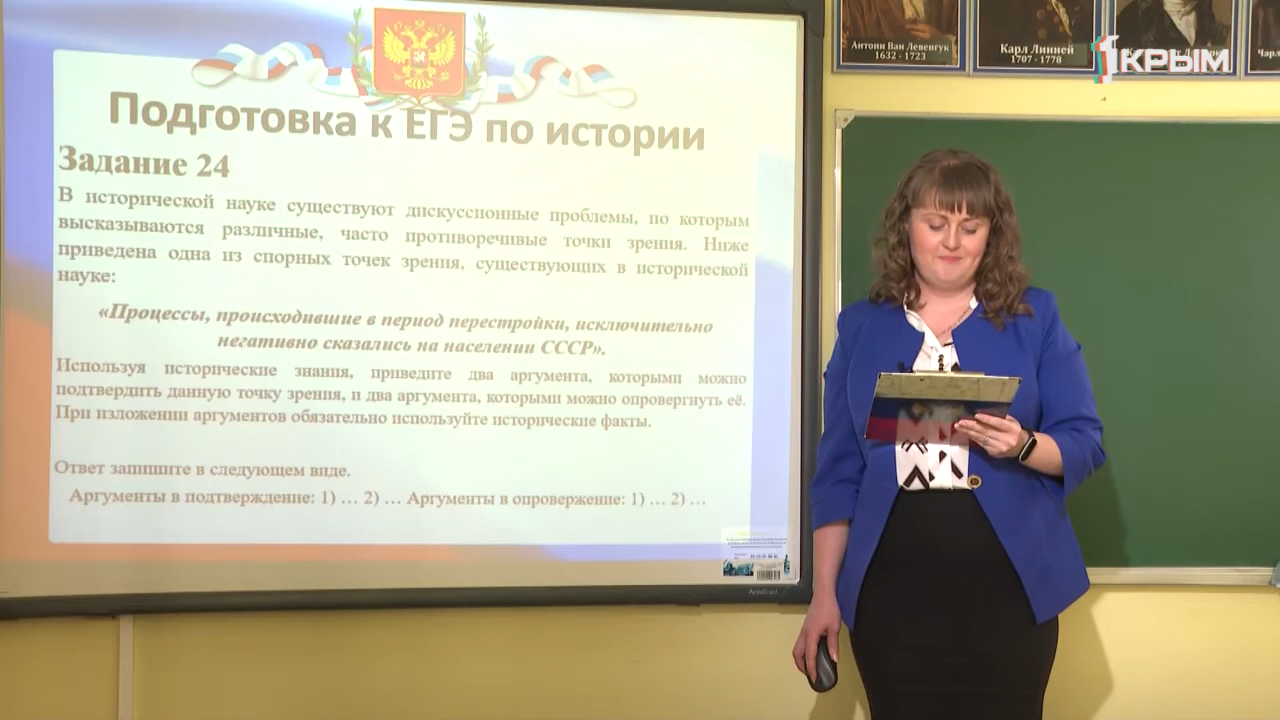 Подготовка к ЕГЭ по истории
Задание 24
В исторической науке существуют дискуссионные проблемы, по которым
высказываются различные, часто противоречивые точки зрения. Ниже
приведена одна из спорных точек зрения, существующих в исторической
науке:
«Процессы, происходившие в период перестройки, исключительно
негативно сказались на населении СССР».
Используя исторические знания, приведите два аргумента, которыми можно
подтвердить данную точку зрения, и два аргумента, которыми можно опровергнуть её.
При изложении аргументов обязательно используйте исторические факты.
Ответ запишите в следующем виде.
Аргументы в подтверждение: 1) … 2) … Аргументы в опровержение: 1) … 2) …
Антони Ван Левенгук
1632 - 1723
Карл Линней
1707 - 1778
1КРЫМ